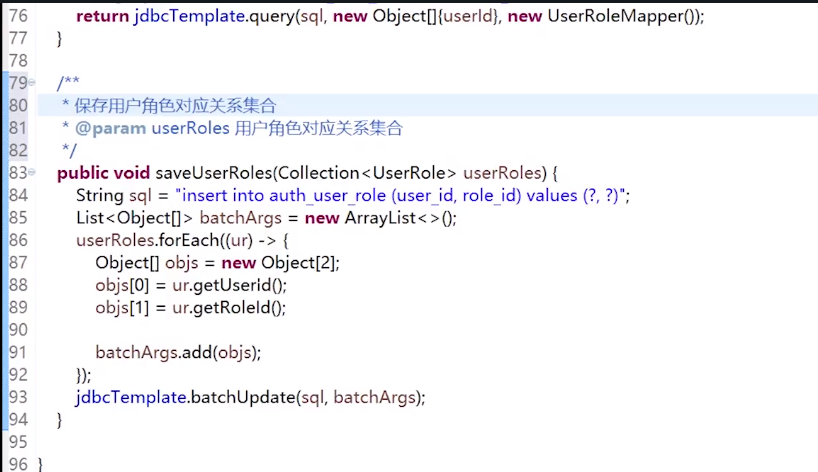 76 return jdbcTemplate.query(sql, new Object[]{userId}, new UserRoleMapper());
77 }
78
79 /**
80 * 保存用户角色对应关系集合
81 * @param userRoles 用户角色对应关系集合
82 */
83 public void saveUserRoles(Collection<UserRole> userRoles) {
84 String sql = "insert into auth_user_role (user_id, role_id) values (?, ?)";
85 List<Object[]> batchArgs = new ArrayList<>();
86 userRoles.forEach((ur) -> {
87 Object[] objs = new Object[2];
88 objs[0] = ur.getUserId();
89 objs[1] = ur.getRoleId();
90
91 batchArgs.add(objs);
92 });
93 jdbcTemplate.batchUpdate(sql, batchArgs);
94 }
95
96 }